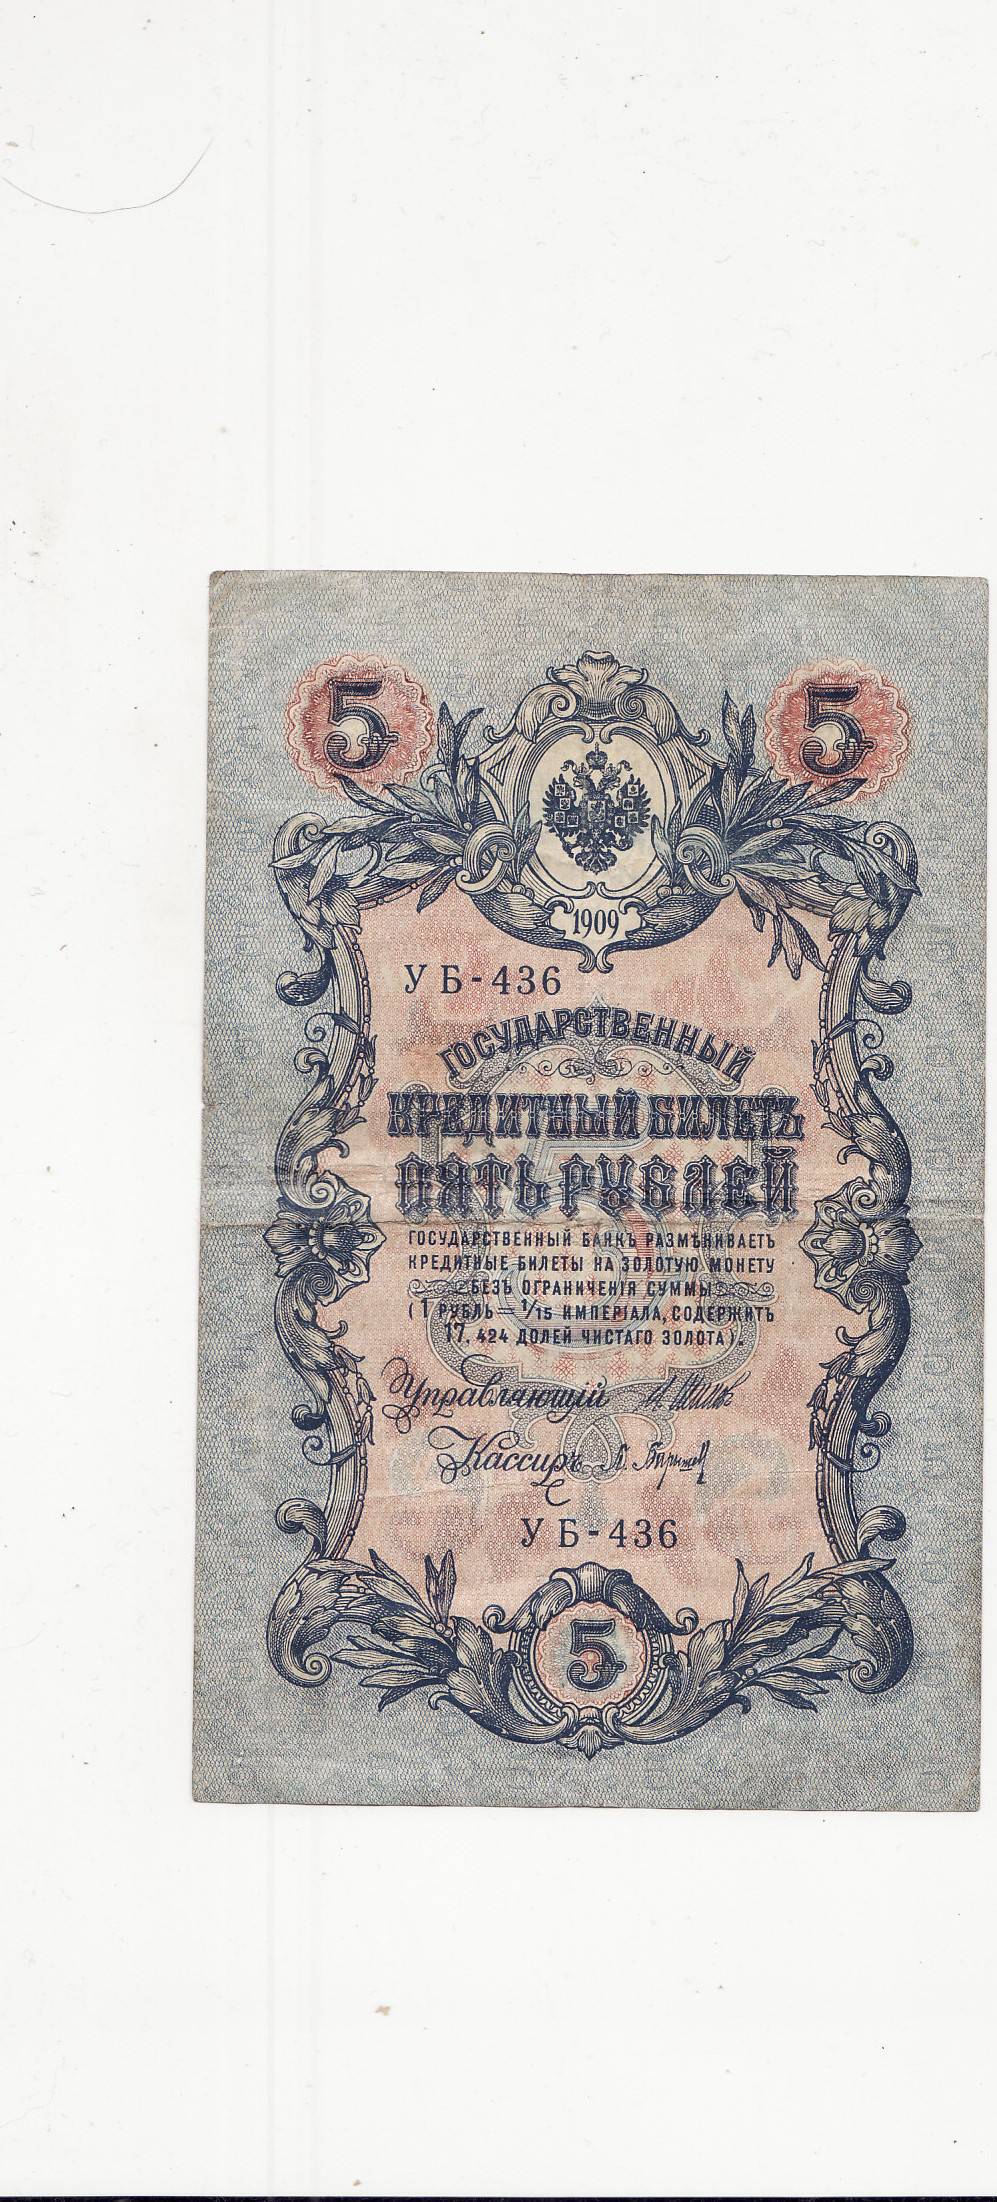 5 5
1909
УБ-436
ГОСУДАРСТВЕННЫЙ
КРЕДИТНЫЙ БИЛЕТЪ
ПЯТЬ РУБЛЕЙ
ГОСУДАРСТВЕННЫЙ БАНКЪ РАЗМѢНИВАЕТЪ
КРЕДИТНЫЕ БИЛЕТЫ НА ЗОЛОТУЮ МОНЕТУ
БЕЗЪ ОГРАНИЧЕНІЯ СУММЫ
(1 РУБЛЬ = 1/15 ИМПЕРІАЛА, СОДЕРЖИТЪ
17.424 ДОЛЕЙ ЧИСТАГО ЗОЛОТА).
Управляющій
Кассиръ
УБ-436
5